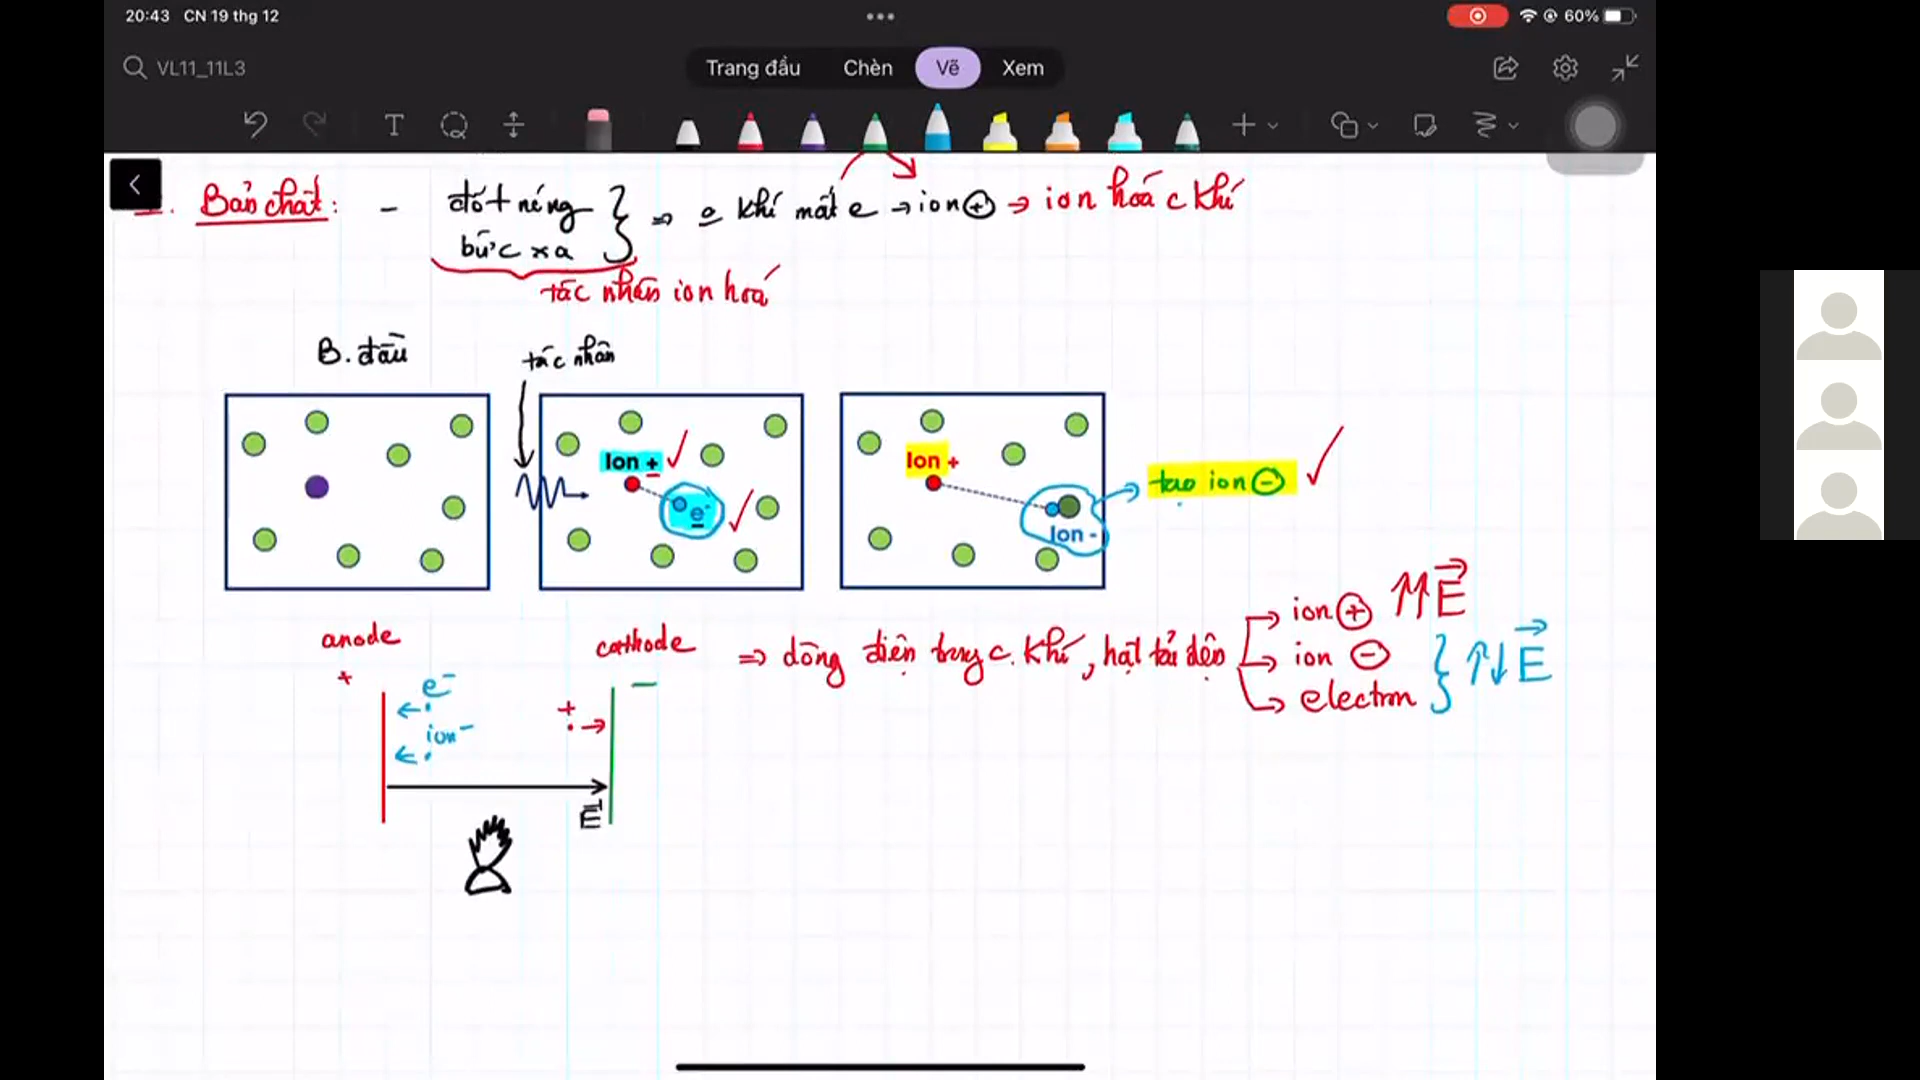 20:43 CN 19 thg 12
60%
VL11_11L3
Trang đầu Chèn Vẽ Xem
I. Bản chất: - đốt nóng } ⇒ c khí mất e → ion ⊕ → ion hoá c khí
bức xạ
tác nhân ion hoá
B. đầu
tác nhân
Ion +
e-
Ion +
Ion -
tạo ion ⊖
anode
+
cathode
-
e-
ion-
+
E
⇒ dòng điện trong c. khí, hạt tải điện
ion ⊕ ↑↑ E
ion ⊖
electron } ↑↓ E